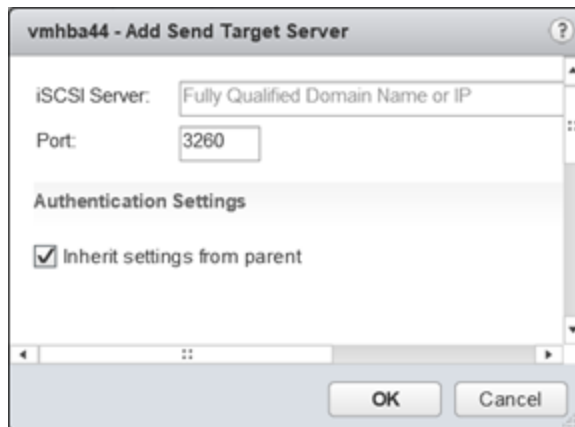 vmhba44 - Add Send Target Server ?
iSCSI Server: Fully Qualified Domain Name or IP
Port: 3260
Authentication Settings
Inherit settings from parent
OK Cancel